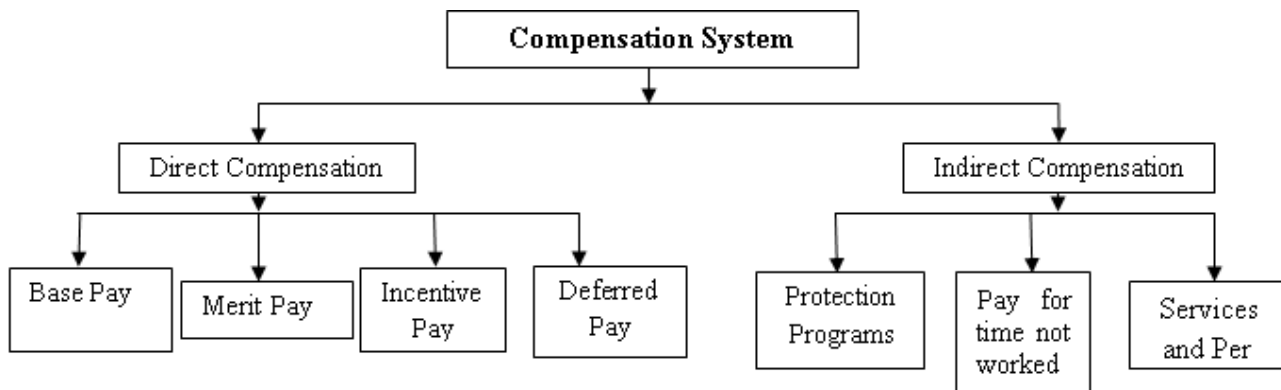 Compensation System
Direct Compensation
Indirect Compensation
Base Pay
Merit Pay
Incentive
Pay
Deferred
Pay
Protection
Programs
Pay for
time not
worked
Services
and Per